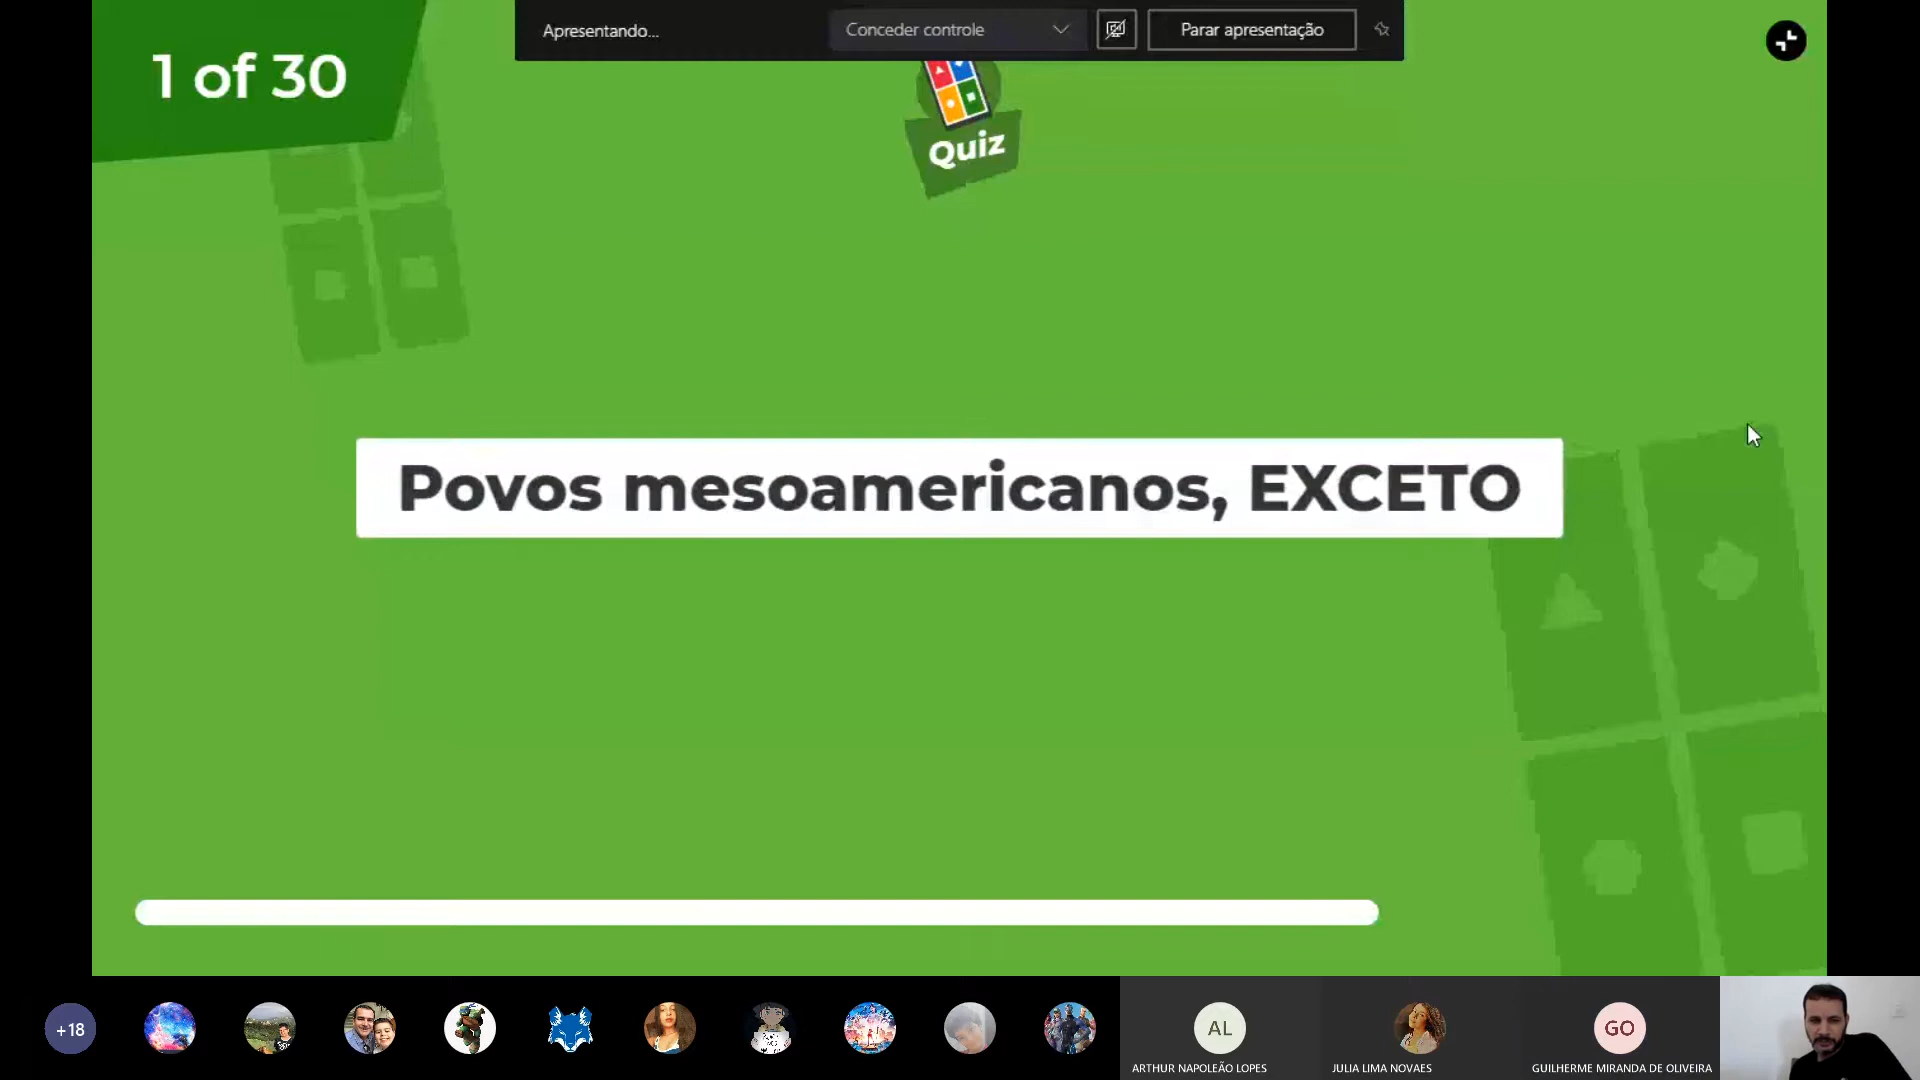 Apresentando...
Conceder controle
Parar apresentação
1 of 30
Quiz
Povos mesoamericanos, EXCETO
+18
AL
GO
ARTHUR NAPOLEÃO LOPES
JULIA LIMA NOVAES
GUILHERME MIRANDA DE OLIVEIRA